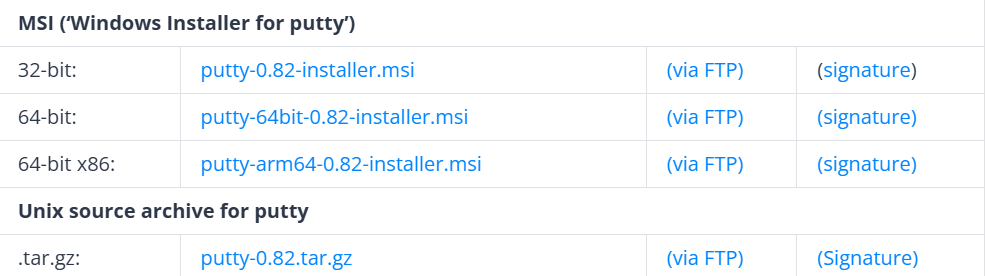 MSI (‘Windows Installer for putty’)
32-bit: putty-0.82-installer.msi (via FTP) (signature)
64-bit: putty-64bit-0.82-installer.msi (via FTP) (signature)
64-bit x86: putty-arm64-0.82-installer.msi (via FTP) (signature)
Unix source archive for putty
.tar.gz: putty-0.82.tar.gz (via FTP) (Signature)